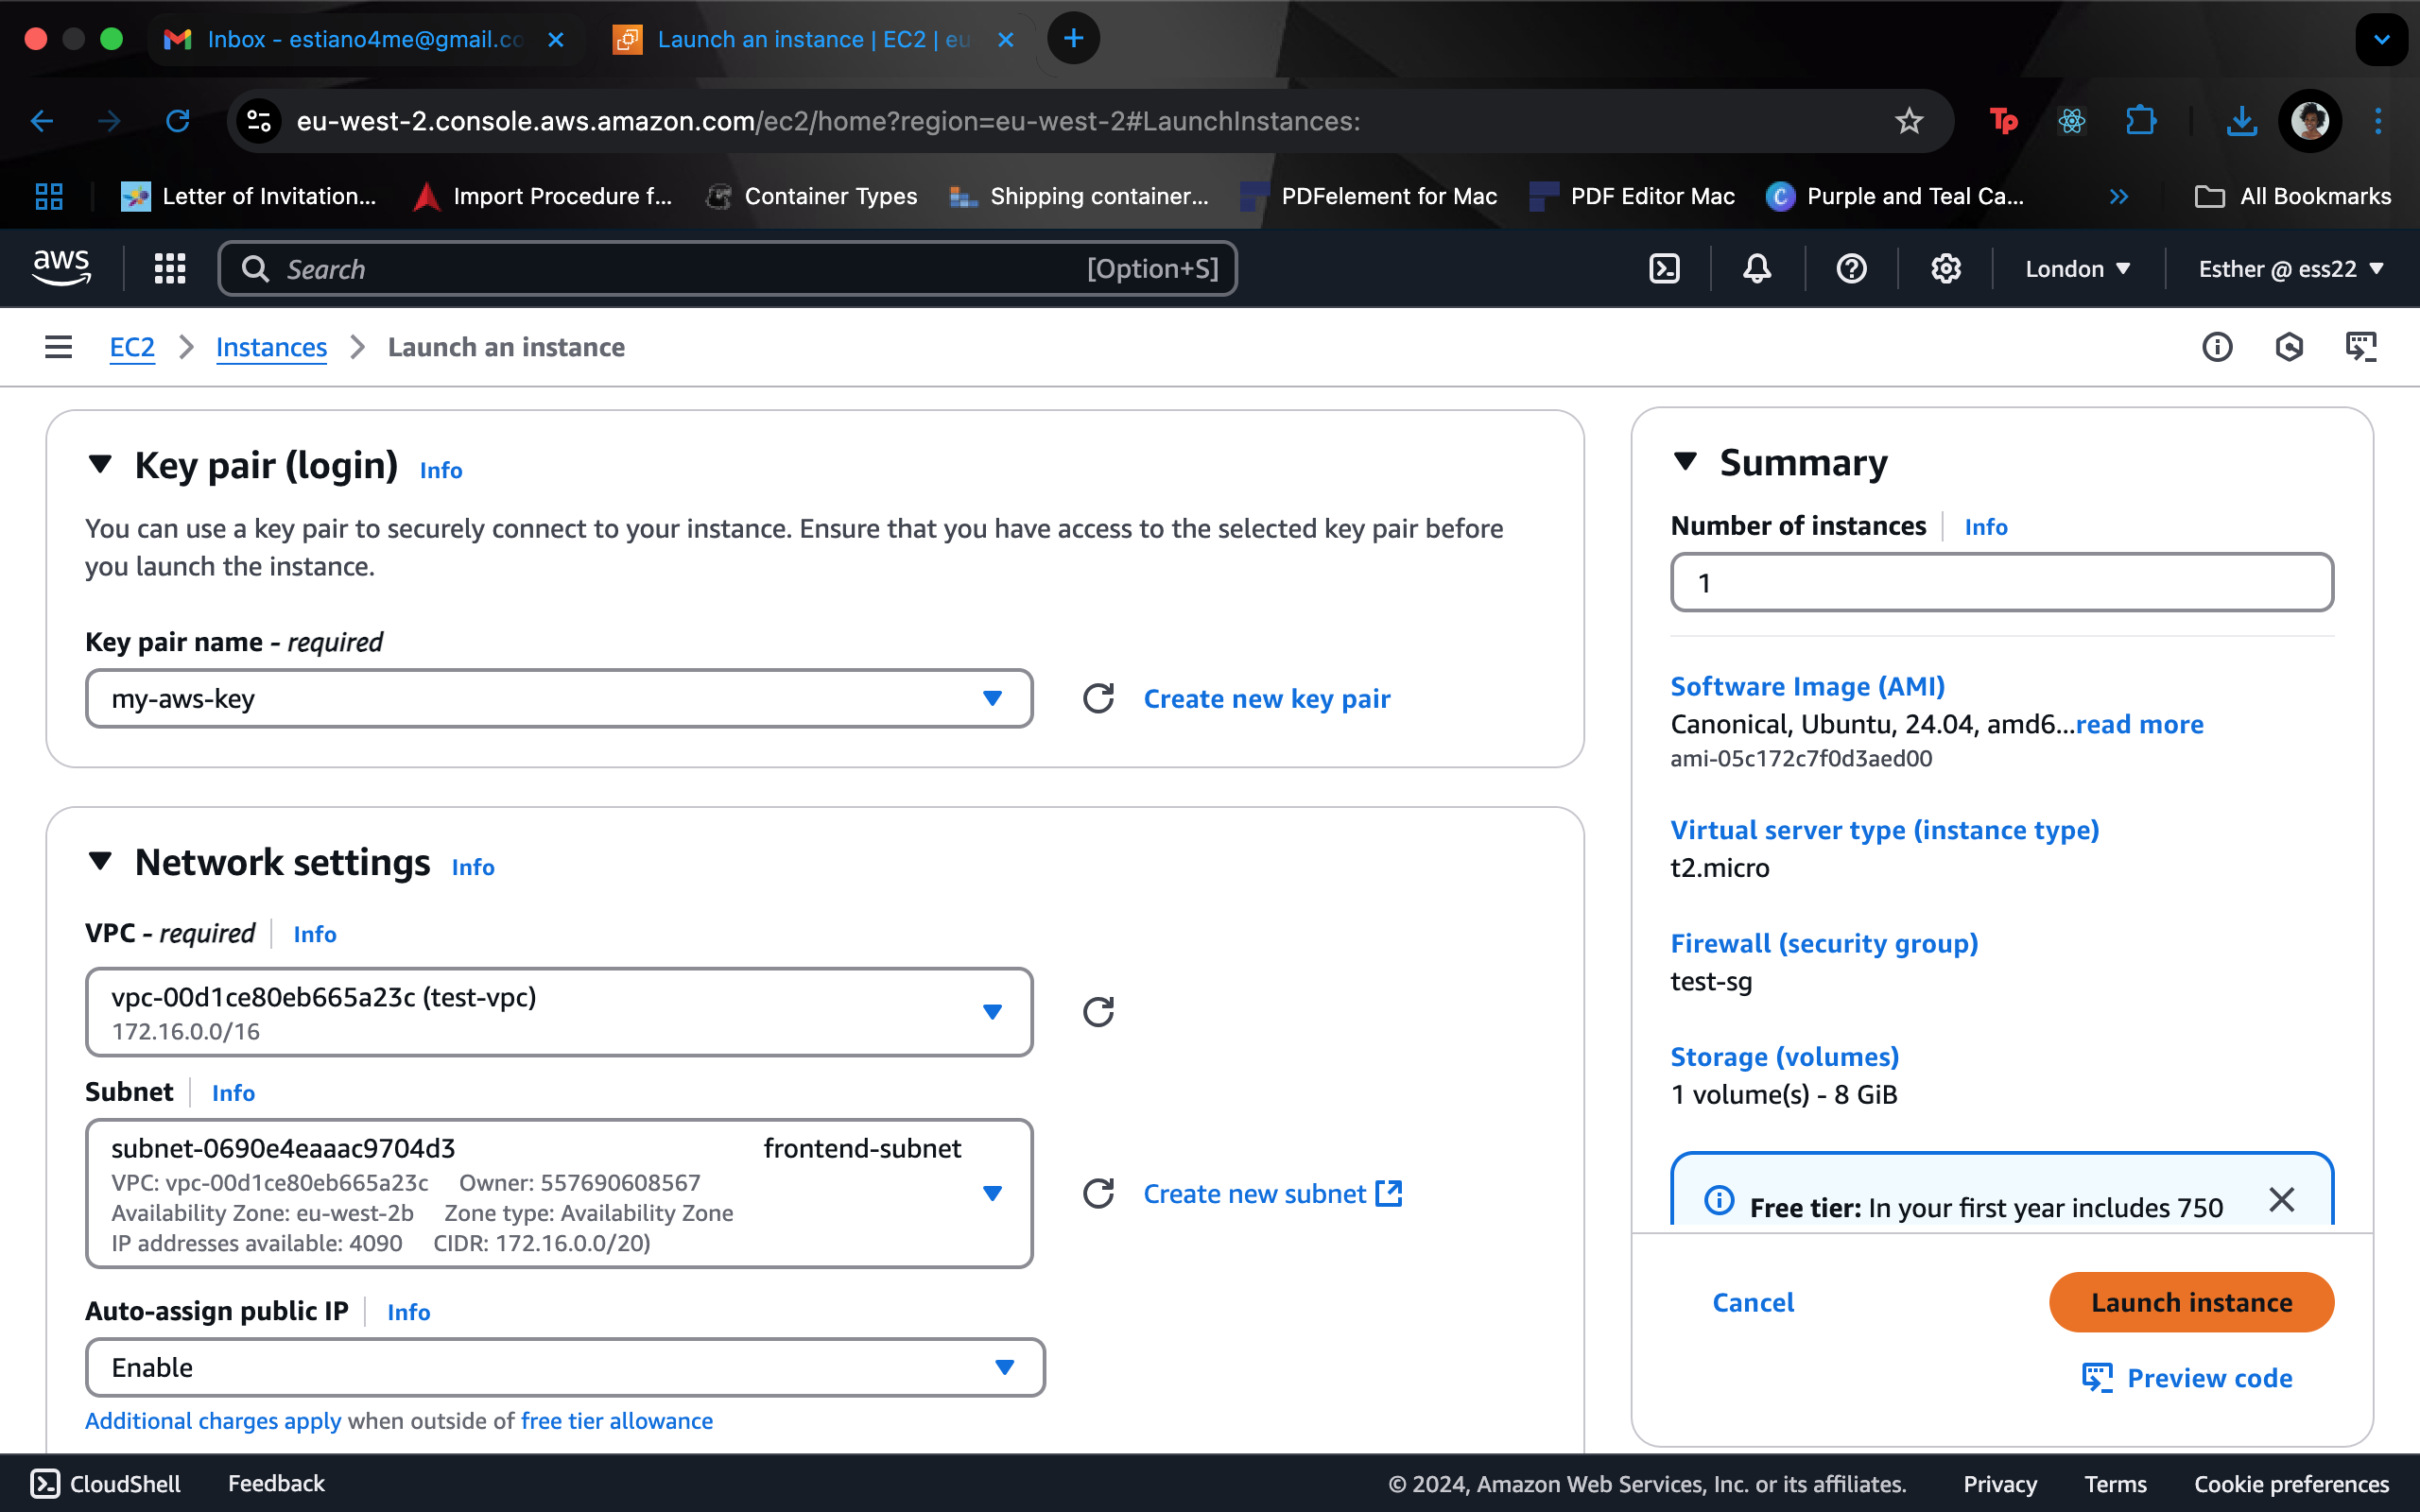 Inbox - estiano4me@gmail.co
Launch an instance | EC2 | eu
eu-west-2.console.aws.amazon.com/ec2/home?region=eu-west-2#LaunchInstances:
Tp
Letter of Invitation...
Import Procedure f...
Container Types
Shipping container...
PDFelement for Mac
PDF Editor Mac
Purple and Teal Ca...
All Bookmarks
aws
Search
[Option+S]
London
Esther @ ess22
EC2
Instances
Launch an instance
Key pair (login) Info
You can use a key pair to securely connect to your instance. Ensure that you have access to the selected key pair before
you launch the instance.
Key pair name - required
my-aws-key
Create new key pair
Network settings Info
VPC - required Info
vpc-00d1ce80eb665a23c (test-vpc)
172.16.0.0/16
Subnet Info
subnet-0690e4eaaac9704d3 frontend-subnet
VPC: vpc-00d1ce80eb665a23c Owner: 557690608567
Availability Zone: eu-west-2b Zone type: Availability Zone
IP addresses available: 4090 CIDR: 172.16.0.0/20)
Create new subnet
Auto-assign public IP Info
Enable
Additional charges apply when outside of free tier allowance
Summary
Number of instances Info
1
Software Image (AMI)
Canonical, Ubuntu, 24.04, amd6...read more
ami-05c172c7f0d3aed00
Virtual server type (instance type)
t2.micro
Firewall (security group)
test-sg
Storage (volumes)
1 volume(s) - 8 GiB
Free tier: In your first year includes 750
Cancel
Launch instance
Preview code
CloudShell
Feedback
© 2024, Amazon Web Services, Inc. or its affiliates.
Privacy
Terms
Cookie preferences